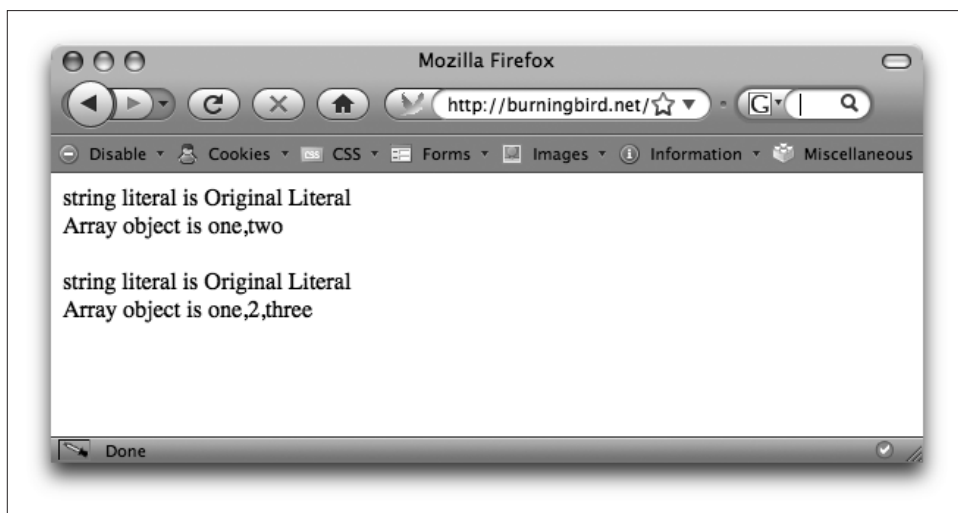 Mozilla Firefox
http://burningbird.net/
G
Disable Cookies CSS CSS Forms Images Information Miscellaneous
string literal is Original Literal
Array object is one,two
string literal is Original Literal
Array object is one,2,three
Done